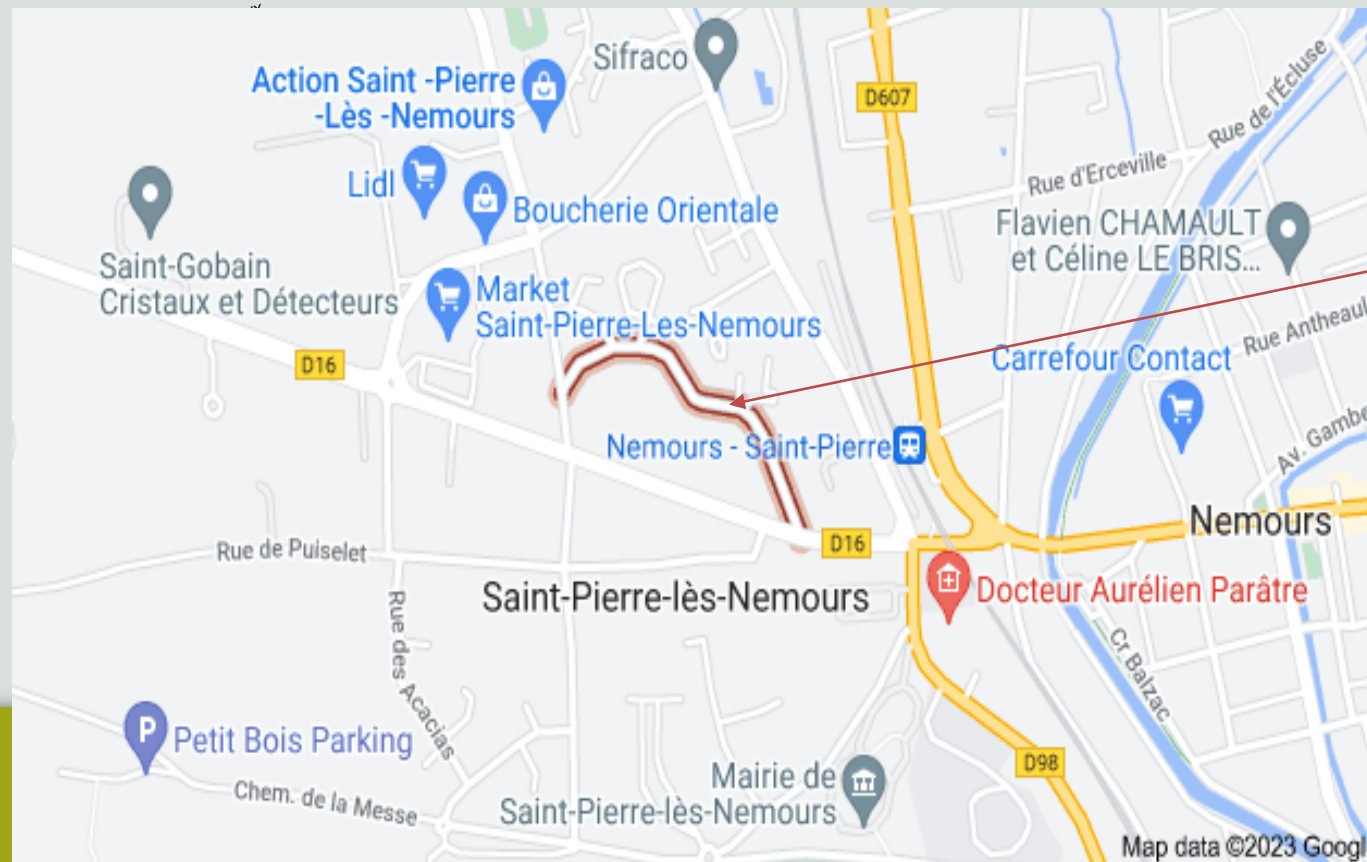 Sifraco
Action Saint -Pierre
-Lès -Nemours
D607
Rue de l'Écluse
Lidl
Rue d'Erceville
Boucherie Orientale
Flavien CHAMAULT
et Céline LE BRIS...
Saint-Gobain
Cristaux et Détecteurs
Market
Saint-Pierre-Les-Nemours
Rue Antheaul
D16
Carrefour Contact
Nemours - Saint-Pierre
Av. Gambe
Nemours
Rue de Puiselet
D16
Saint-Pierre-lès-Nemours
Docteur Aurélien Parâtre
Rue des Acacias
Cr Balzac
P
Petit Bois Parking
D98
Mairie de
Saint-Pierre-lès-Nemours
Chem. de la Messe
Map data ©2023 Googl